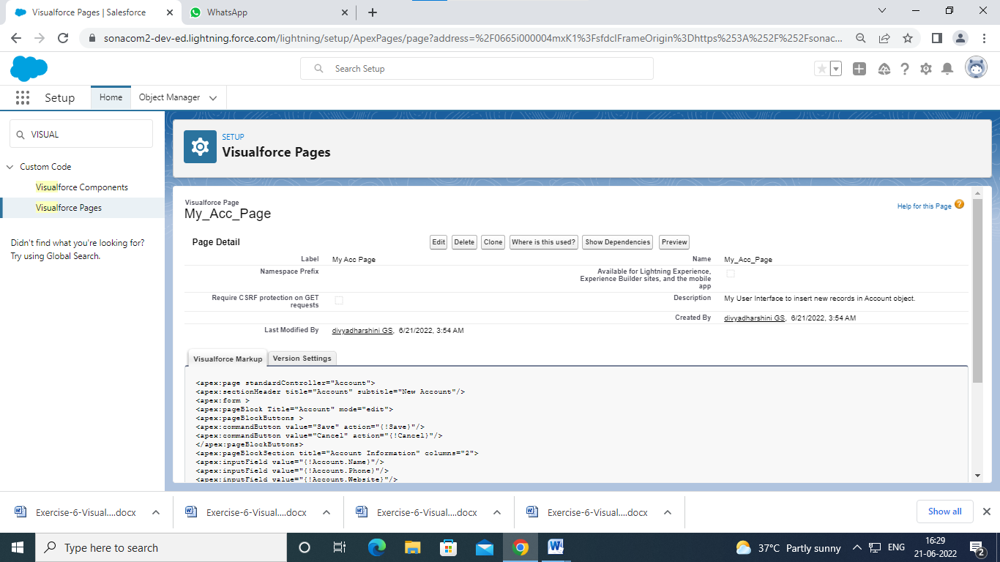 Visualforce Pages | Salesforce
WhatsApp
sonacom2-dev-ed.lightning.force.com/lightning/setup/ApexPages/page?address=%2F0665i000004mxK1%3FsfdcIFrameOrigin%3Dhttps%253A%252F%252Fsonac...
Search Setup
Setup
Home
Object Manager
VISUAL
Custom Code
Visualforce Components
Visualforce Pages
Didn't find what you're looking for?
Try using Global Search.
SETUP
Visualforce Pages
Visualforce Page
My_Acc_Page
Help for this Page
Page Detail
Edit Delete Clone Where is this used? Show Dependencies Preview
Label My Acc Page
Name My_Acc_Page
Namespace Prefix
Available for Lightning Experience,
Experience Builder sites, and the mobile
app
Require CSRF protection on GET
requests
Description My User Interface to insert new records in Account object.
Created By divyadharshini GS, 6/21/2022, 3:54 AM
Last Modified By divyadharshini GS, 6/21/2022, 3:54 AM
Visualforce Markup Version Settings
<apex:page standardController="Account">
<apex:sectionHeader title="Account" subtitle="New Account"/>
<apex:form >
<apex:pageBlock Title="Account" mode="edit">
<apex:pageBlockButtons >
<apex:commandButton value="Save" action="{!Save}"/>
<apex:commandButton value="Cancel" action="{!Cancel}"/>
</apex:pageBlockButtons>
<apex:pageBlockSection title="Account Information" columns="2">
<apex:inputField value="{!Account.Name}"/>
<apex:inputField value="{!Account.Phone}"/>
<apex:inputField value="{!Account.Website}"/>
Exercise-6-Visual....docx
Exercise-6-Visual....docx
Exercise-6-Visual....docx
Exercise-6-Visual....docx
Show all
Type here to search
37°C Partly sunny
ENG
16:29
21-06-2022
2